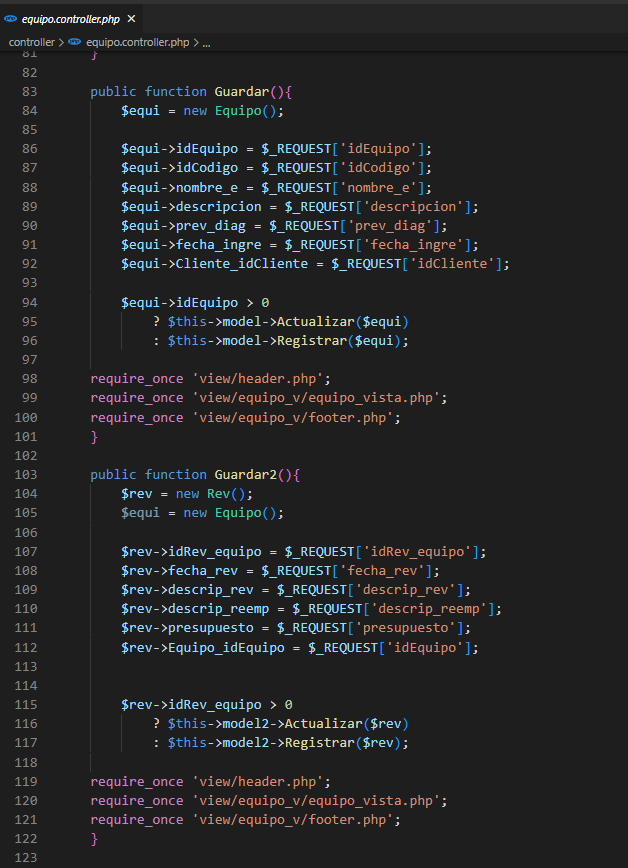 equipo.controller.php ×
controller > equipo.controller.php > ...
81 }
82
83 public function Guardar(){
84 $equi = new Equipo();
85
86 $equi->idEquipo = $_REQUEST['idEquipo'];
87 $equi->idCodigo = $_REQUEST['idCodigo'];
88 $equi->nombre_e = $_REQUEST['nombre_e'];
89 $equi->descripcion = $_REQUEST['descripcion'];
90 $equi->prev_diag = $_REQUEST['prev_diag'];
91 $equi->fecha_ingre = $_REQUEST['fecha_ingre'];
92 $equi->Cliente_idCliente = $_REQUEST['idCliente'];
93
94 $equi->idEquipo > 0
95 ? $this->model->Actualizar($equi)
96 : $this->model->Registrar($equi);
97
98 require_once 'view/header.php';
99 require_once 'view/equipo_v/equipo_vista.php';
100 require_once 'view/equipo_v/footer.php';
101 }
102
103 public function Guardar2(){
104 $rev = new Rev();
105 $equi = new Equipo();
106
107 $rev->idRev_equipo = $_REQUEST['idRev_equipo'];
108 $rev->fecha_rev = $_REQUEST['fecha_rev'];
109 $rev->descrip_rev = $_REQUEST['descrip_rev'];
110 $rev->descrip_reemp = $_REQUEST['descrip_reemp'];
111 $rev->presupuesto = $_REQUEST['presupuesto'];
112 $rev->Equipo_idEquipo = $_REQUEST['idEquipo'];
113
114
115 $rev->idRev_equipo > 0
116 ? $this->model2->Actualizar($rev)
117 : $this->model2->Registrar($rev);
118
119 require_once 'view/header.php';
120 require_once 'view/equipo_v/equipo_vista.php';
121 require_once 'view/equipo_v/footer.php';
122 }
123